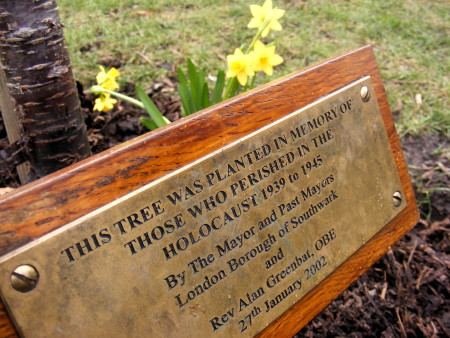 THIS TREE WAS PLANTED IN MEMORY OF
THOSE WHO PERISHED IN THE
HOLOCAUST 1939 to 1945
By The Mayor and Past Mayors
London Borough of Southwark
and
Rev Alan Greenbat, OBE
27th January 2002